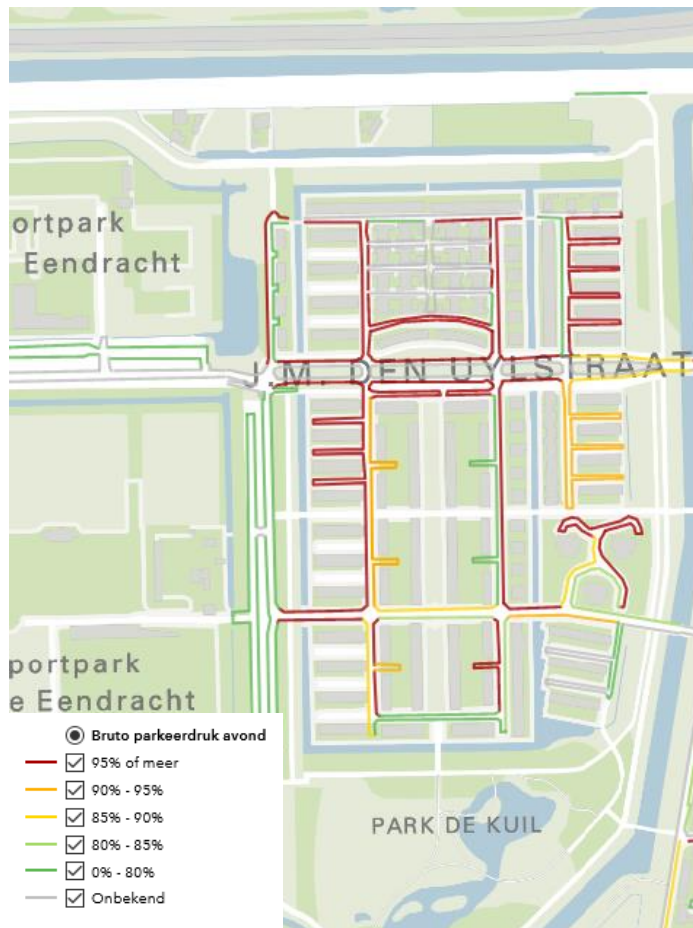 ortpark
Eendracht
J.M. DEN UYLSTRAAT
portpark
e Eendracht
Bruto parkeerdruk avond
95% of meer
90% - 95%
85% - 90%
80% - 85%
0% - 80%
Onbekend
PARK DE KUIL